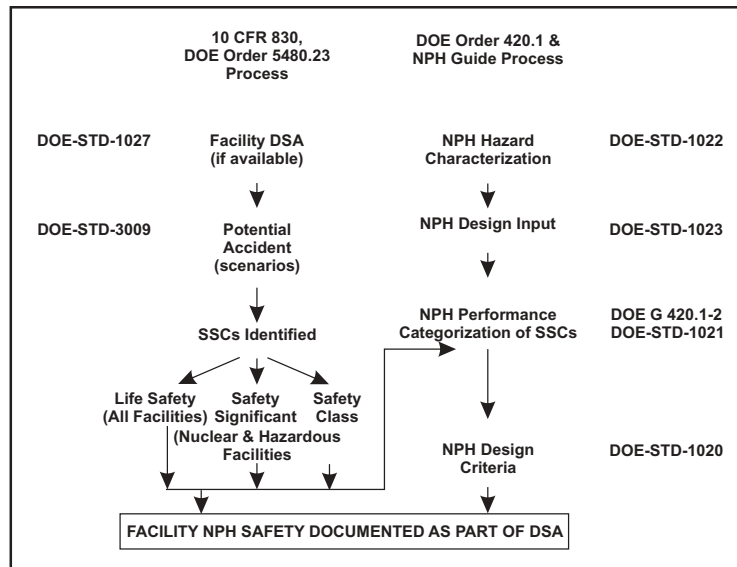 10 CFR 830,
DOE Order 5480.23
Process
DOE Order 420.1 &
NPH Guide Process
DOE-STD-1027
Facility DSA
(if available)
NPH Hazard
Characterization
DOE-STD-1022
DOE-STD-3009
Potential
Accident
(scenarios)
NPH Design Input
DOE-STD-1023
SSCs Identified
NPH Performance
Categorization of SSCs
DOE G 420.1-2
DOE-STD-1021
Life Safety
(All Facilities)
Safety
Significant
Safety
Class
(Nuclear & Hazardous
Facilities
NPH Design
Criteria
DOE-STD-1020
FACILITY NPH SAFETY DOCUMENTED AS PART OF DSA